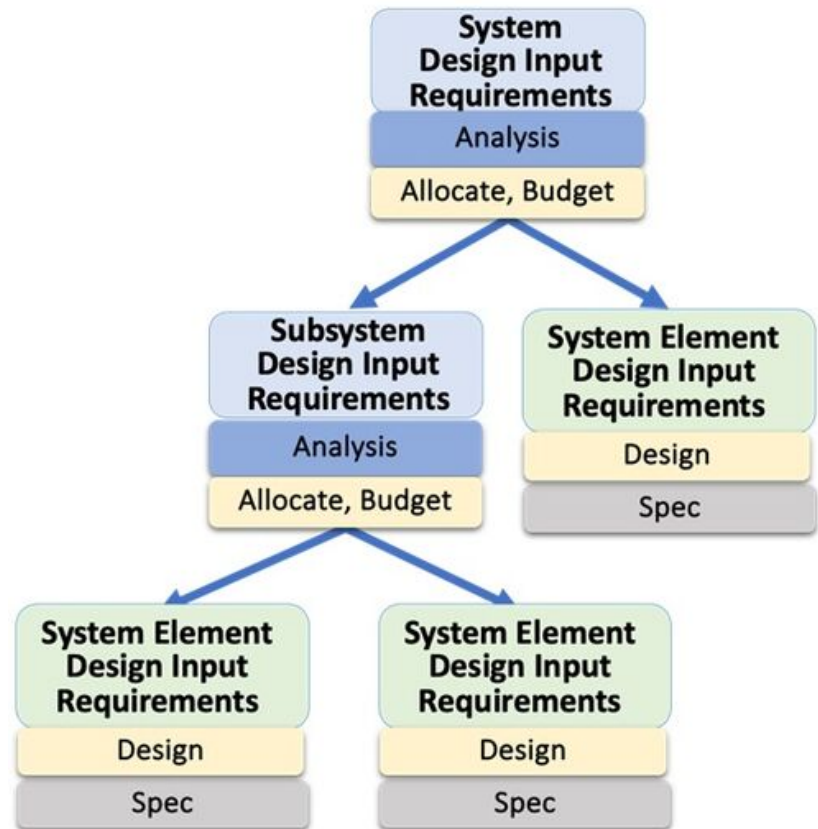 System
Design Input
Requirements
Analysis
Allocate, Budget
Subsystem
Design Input
Requirements
Analysis
Allocate, Budget
System Element
Design Input
Requirements
Design
Spec
System Element
Design Input
Requirements
Design
Spec
System Element
Design Input
Requirements
Design
Spec